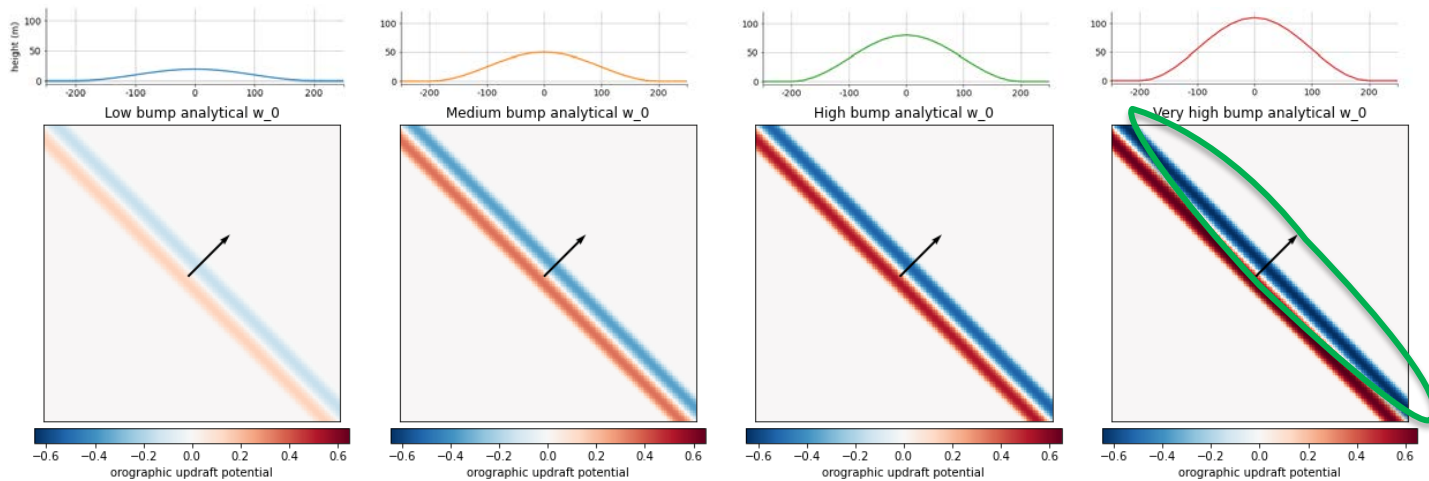 height (m)
100
50
0
-200 -100 0 100 200
Low bump analytical w_0
−0.6 −0.4 −0.2 0.0 0.2 0.4 0.6
orographic updraft potential
100
50
0
-200 -100 0 100 200
Medium bump analytical w_0
−0.6 −0.4 −0.2 0.0 0.2 0.4 0.6
orographic updraft potential
100
50
0
-200 -100 0 100 200
High bump analytical w_0
−0.6 −0.4 −0.2 0.0 0.2 0.4 0.6
orographic updraft potential
100
50
0
-200 -100 0 100 200
Very high bump analytical w_0
−0.6 −0.4 −0.2 0.0 0.2 0.4 0.6
orographic updraft potential